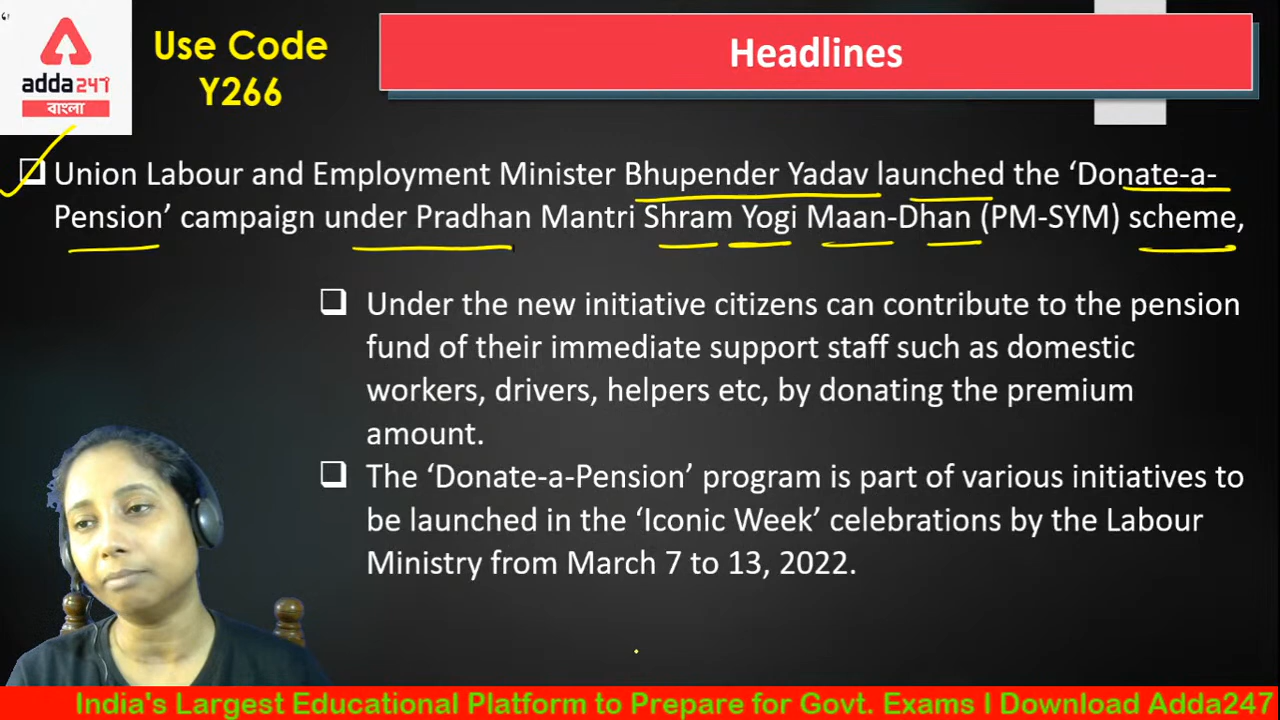 adda247
বাংলা
Use Code
Y266
Headlines
Union Labour and Employment Minister Bhupender Yadav launched the ‘Donate-a-
Pension’ campaign under Pradhan Mantri Shram Yogi Maan-Dhan (PM-SYM) scheme,
Under the new initiative citizens can contribute to the pension
fund of their immediate support staff such as domestic
workers, drivers, helpers etc, by donating the premium
amount.
The ‘Donate-a-Pension’ program is part of various initiatives to
be launched in the ‘Iconic Week’ celebrations by the Labour
Ministry from March 7 to 13, 2022.
India's Largest Educational Platform to Prepare for Govt. Exams I Download Adda247